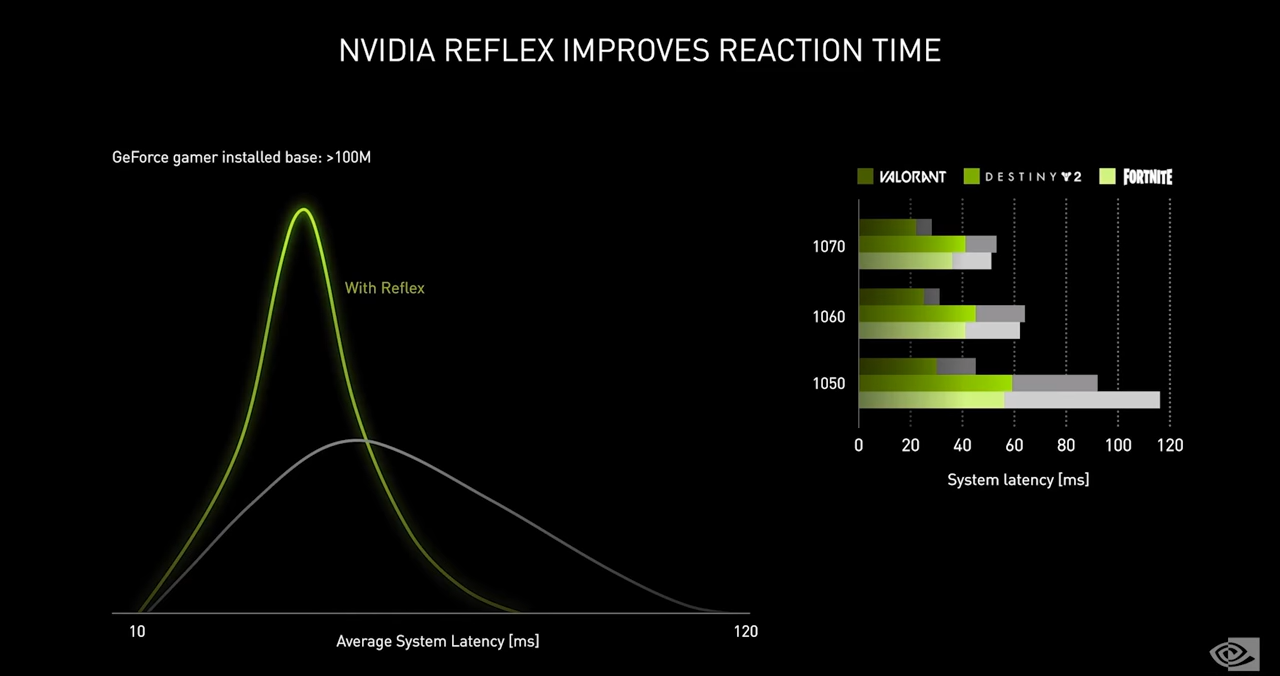 NVIDIA REFLEX IMPROVES REACTION TIME
GeForce gamer installed base: >100M
With Reflex
10
120
Average System Latency [ms]
VALORANT DESTINY 2 FORTNITE
1070
1060
1050
0 20 40 60 80 100 120
System latency [ms]